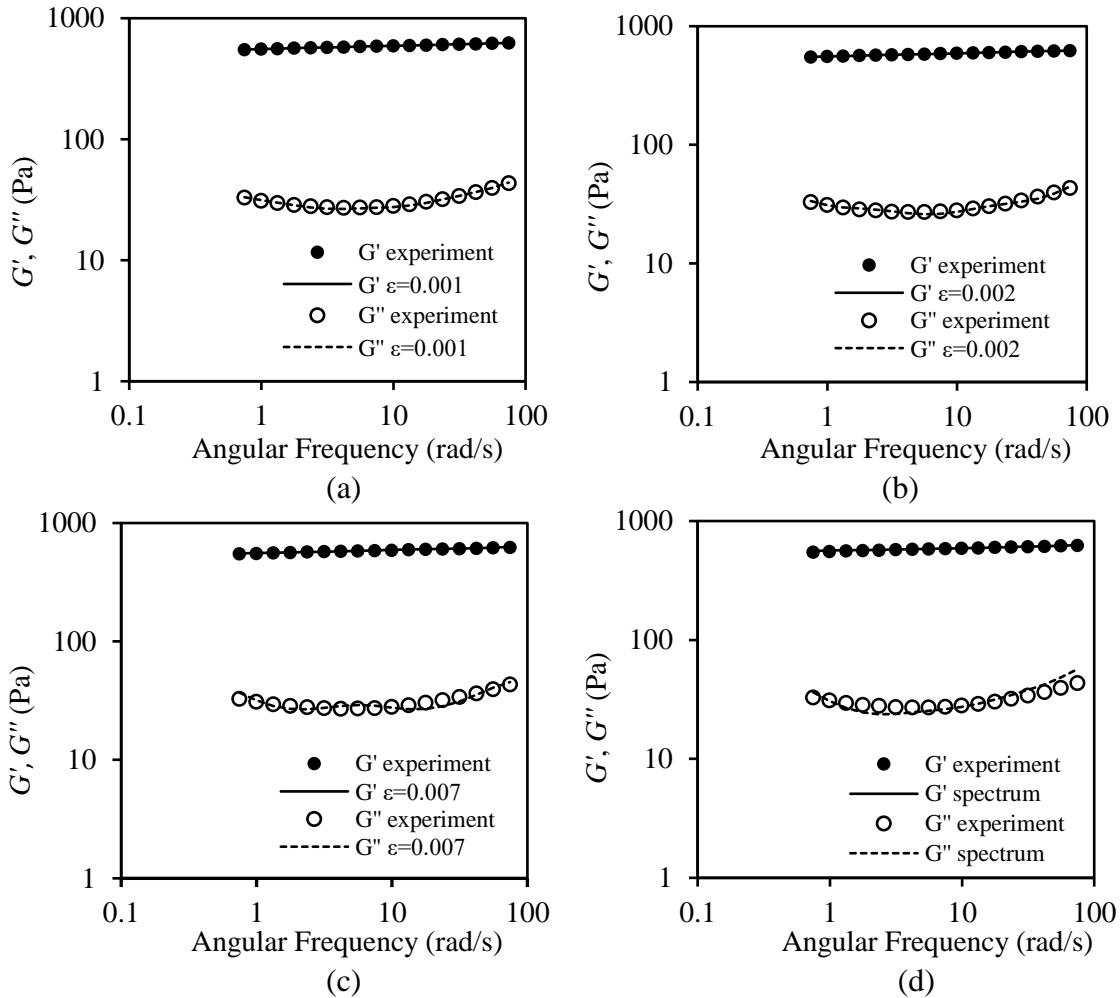 1000
100
10
1
G', G'' (Pa)
G' experiment
G' ε=0.001
G'' experiment
G'' ε=0.001
0.1 1 10 100
Angular Frequency (rad/s)
(a)
1000
100
10
1
G', G'' (Pa)
G' experiment
G' ε=0.002
G'' experiment
G'' ε=0.002
0.1 1 10 100
Angular Frequency (rad/s)
(b)
1000
100
10
1
G', G'' (Pa)
G' experiment
G' ε=0.007
G'' experiment
G'' ε=0.007
0.1 1 10 100
Angular Frequency (rad/s)
(c)
1000
100
10
1
G', G'' (Pa)
G' experiment
G' spectrum
G'' experiment
G'' spectrum
0.1 1 10 100
Angular Frequency (rad/s)
(d)